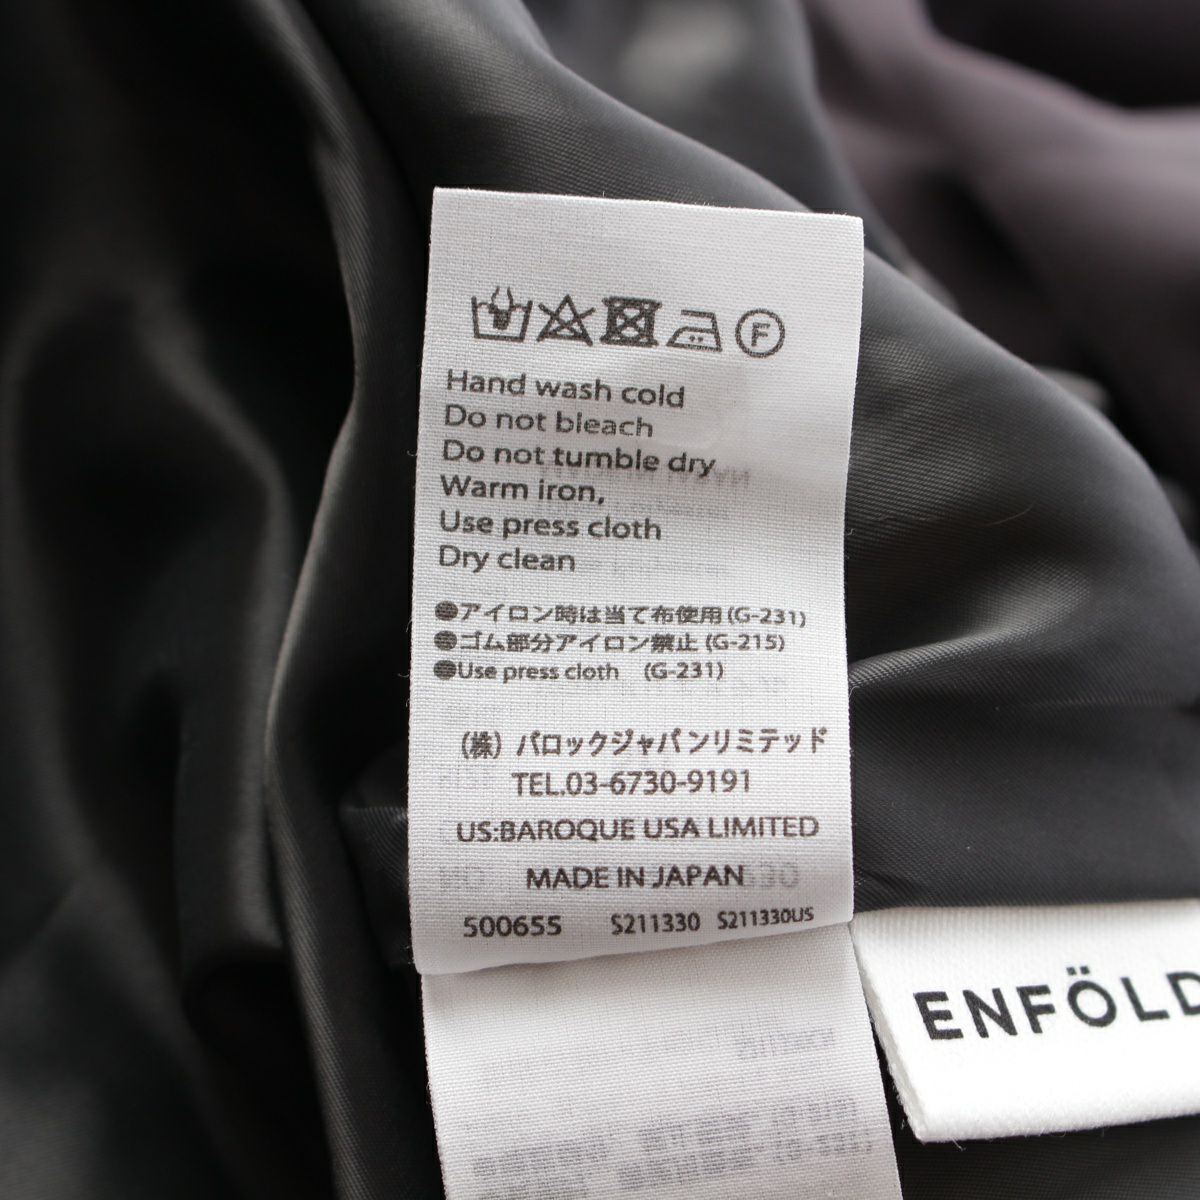 F
Hand wash cold
Do not bleach
Do not tumble dry
Warm iron,
Use press cloth
Dry clean
●アイロン時は当て布使用 (G-231)
●ゴム部分アイロン禁止 (G-215)
●Use press cloth (G-231)
(株) バロックジャパンリミテッド
TEL.03-6730-9191
US:BAROQUE USA LIMITED
MADE IN JAPAN
500655 S211330 S211330US
ENFÖLD